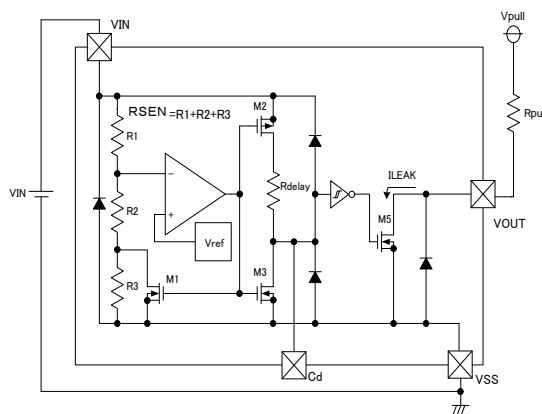 Vpull
VIN
RSEN =R1+R2+R3
M2
R1
Rpu
-
Rdelay
ILEAK
VIN
R2
+
M5
Vref
VOUT
M1
M3
R3
Cd
VSS